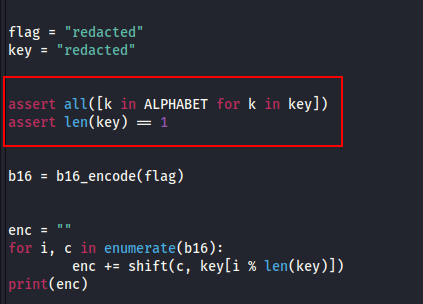 flag = "redacted"
key = "redacted"
assert all([k in ALPHABET for k in key])
assert len(key) == 1
b16 = b16_encode(flag)
enc = ""
for i, c in enumerate(b16):
        enc += shift(c, key[i % len(key)])
print(enc)